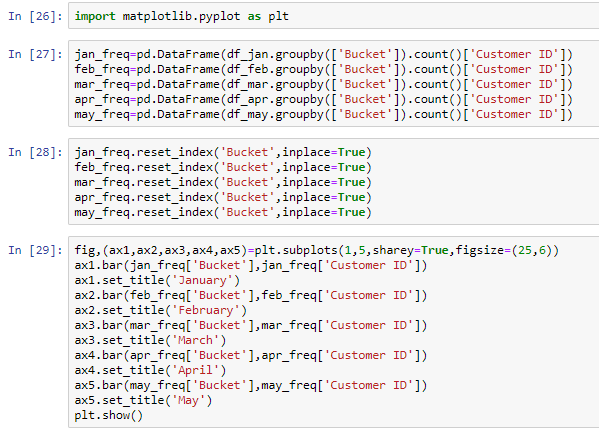 In [26]: import matplotlib.pyplot as plt
In [27]: jan_freq=pd.DataFrame(df_jan.groupby(['Bucket']).count()['Customer ID'])
feb_freq=pd.DataFrame(df_feb.groupby(['Bucket']).count()['Customer ID'])
mar_freq=pd.DataFrame(df_mar.groupby(['Bucket']).count()['Customer ID'])
apr_freq=pd.DataFrame(df_apr.groupby(['Bucket']).count()['Customer ID'])
may_freq=pd.DataFrame(df_may.groupby(['Bucket']).count()['Customer ID'])
In [28]: jan_freq.reset_index('Bucket',inplace=True)
feb_freq.reset_index('Bucket',inplace=True)
mar_freq.reset_index('Bucket',inplace=True)
apr_freq.reset_index('Bucket',inplace=True)
may_freq.reset_index('Bucket',inplace=True)
In [29]: fig,(ax1,ax2,ax3,ax4,ax5)=plt.subplots(1,5,sharey=True,figsize=(25,6))
ax1.bar(jan_freq['Bucket'],jan_freq['Customer ID'])
ax1.set_title('January')
ax2.bar(feb_freq['Bucket'],feb_freq['Customer ID'])
ax2.set_title('February')
ax3.bar(mar_freq['Bucket'],mar_freq['Customer ID'])
ax3.set_title('March')
ax4.bar(apr_freq['Bucket'],apr_freq['Customer ID'])
ax4.set_title('April')
ax5.bar(may_freq['Bucket'],may_freq['Customer ID'])
ax5.set_title('May')
plt.show()